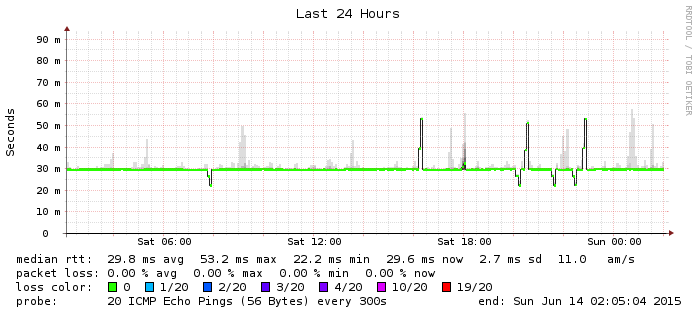 Last 24 Hours
RRDTOOL / TOBI OETIKER
Seconds
90 m
80 m
70 m
60 m
50 m
40 m
30 m
20 m
10 m
0
Sat 06:00 Sat 12:00 Sat 18:00 Sun 00:00
median rtt: 29.8 ms avg 53.2 ms max 22.2 ms min 29.6 ms now 2.7 ms sd 11.0 am/s
packet loss: 0.00 % avg 0.00 % max 0.00 % min 0.00 % now
loss color: 0 1/20 2/20 3/20 4/20 10/20 19/20
probe: 20 ICMP Echo Pings (56 Bytes) every 300s end: Sun Jun 14 02:05:04 2015